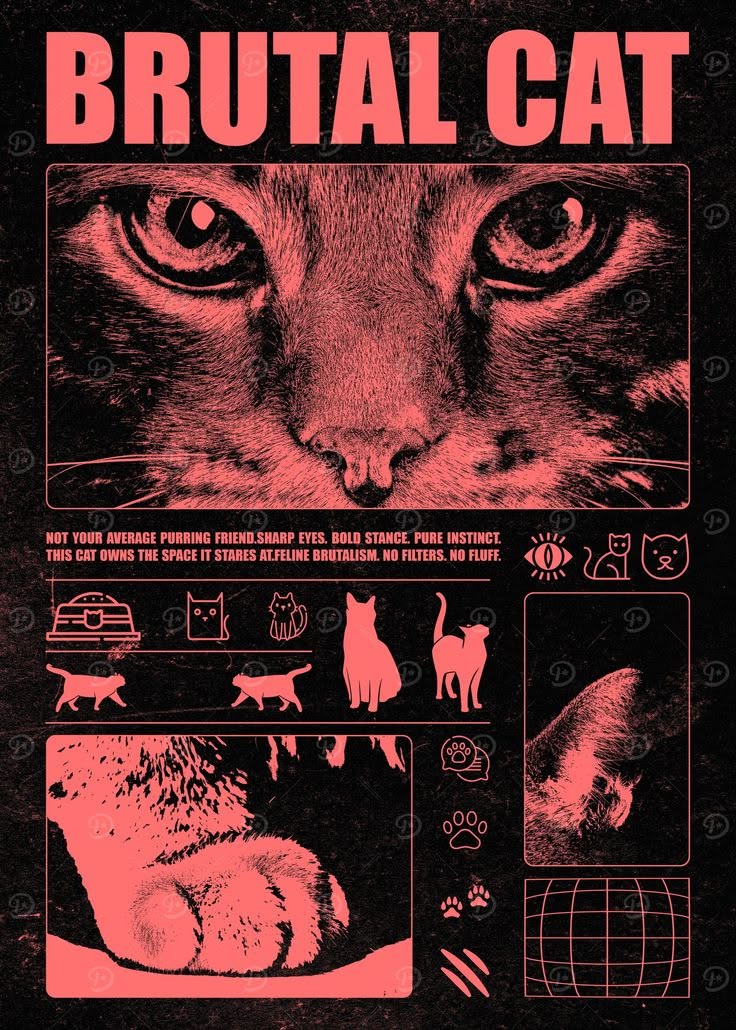 BRUTAL CAT
NOT YOUR AVERAGE PURRING FRIEND.SHARP EYES. BOLD STANCE. PURE INSTINCT.
THIS CAT OWNS THE SPACE IT STARES AT.FELINE BRUTALISM. NO FILTERS. NO FLUFF.